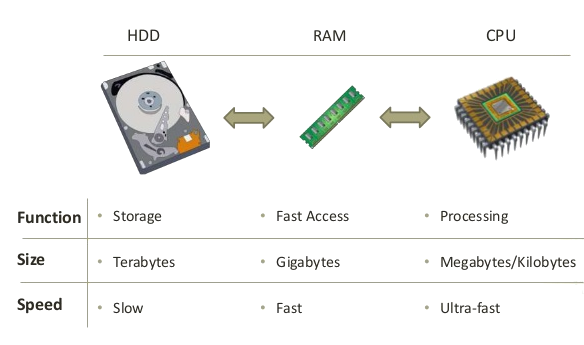 HDD RAM CPU
Function • Storage • Fast Access • Processing
Size • Terabytes • Gigabytes • Megabytes/Kilobytes
Speed • Slow • Fast • Ultra-fast